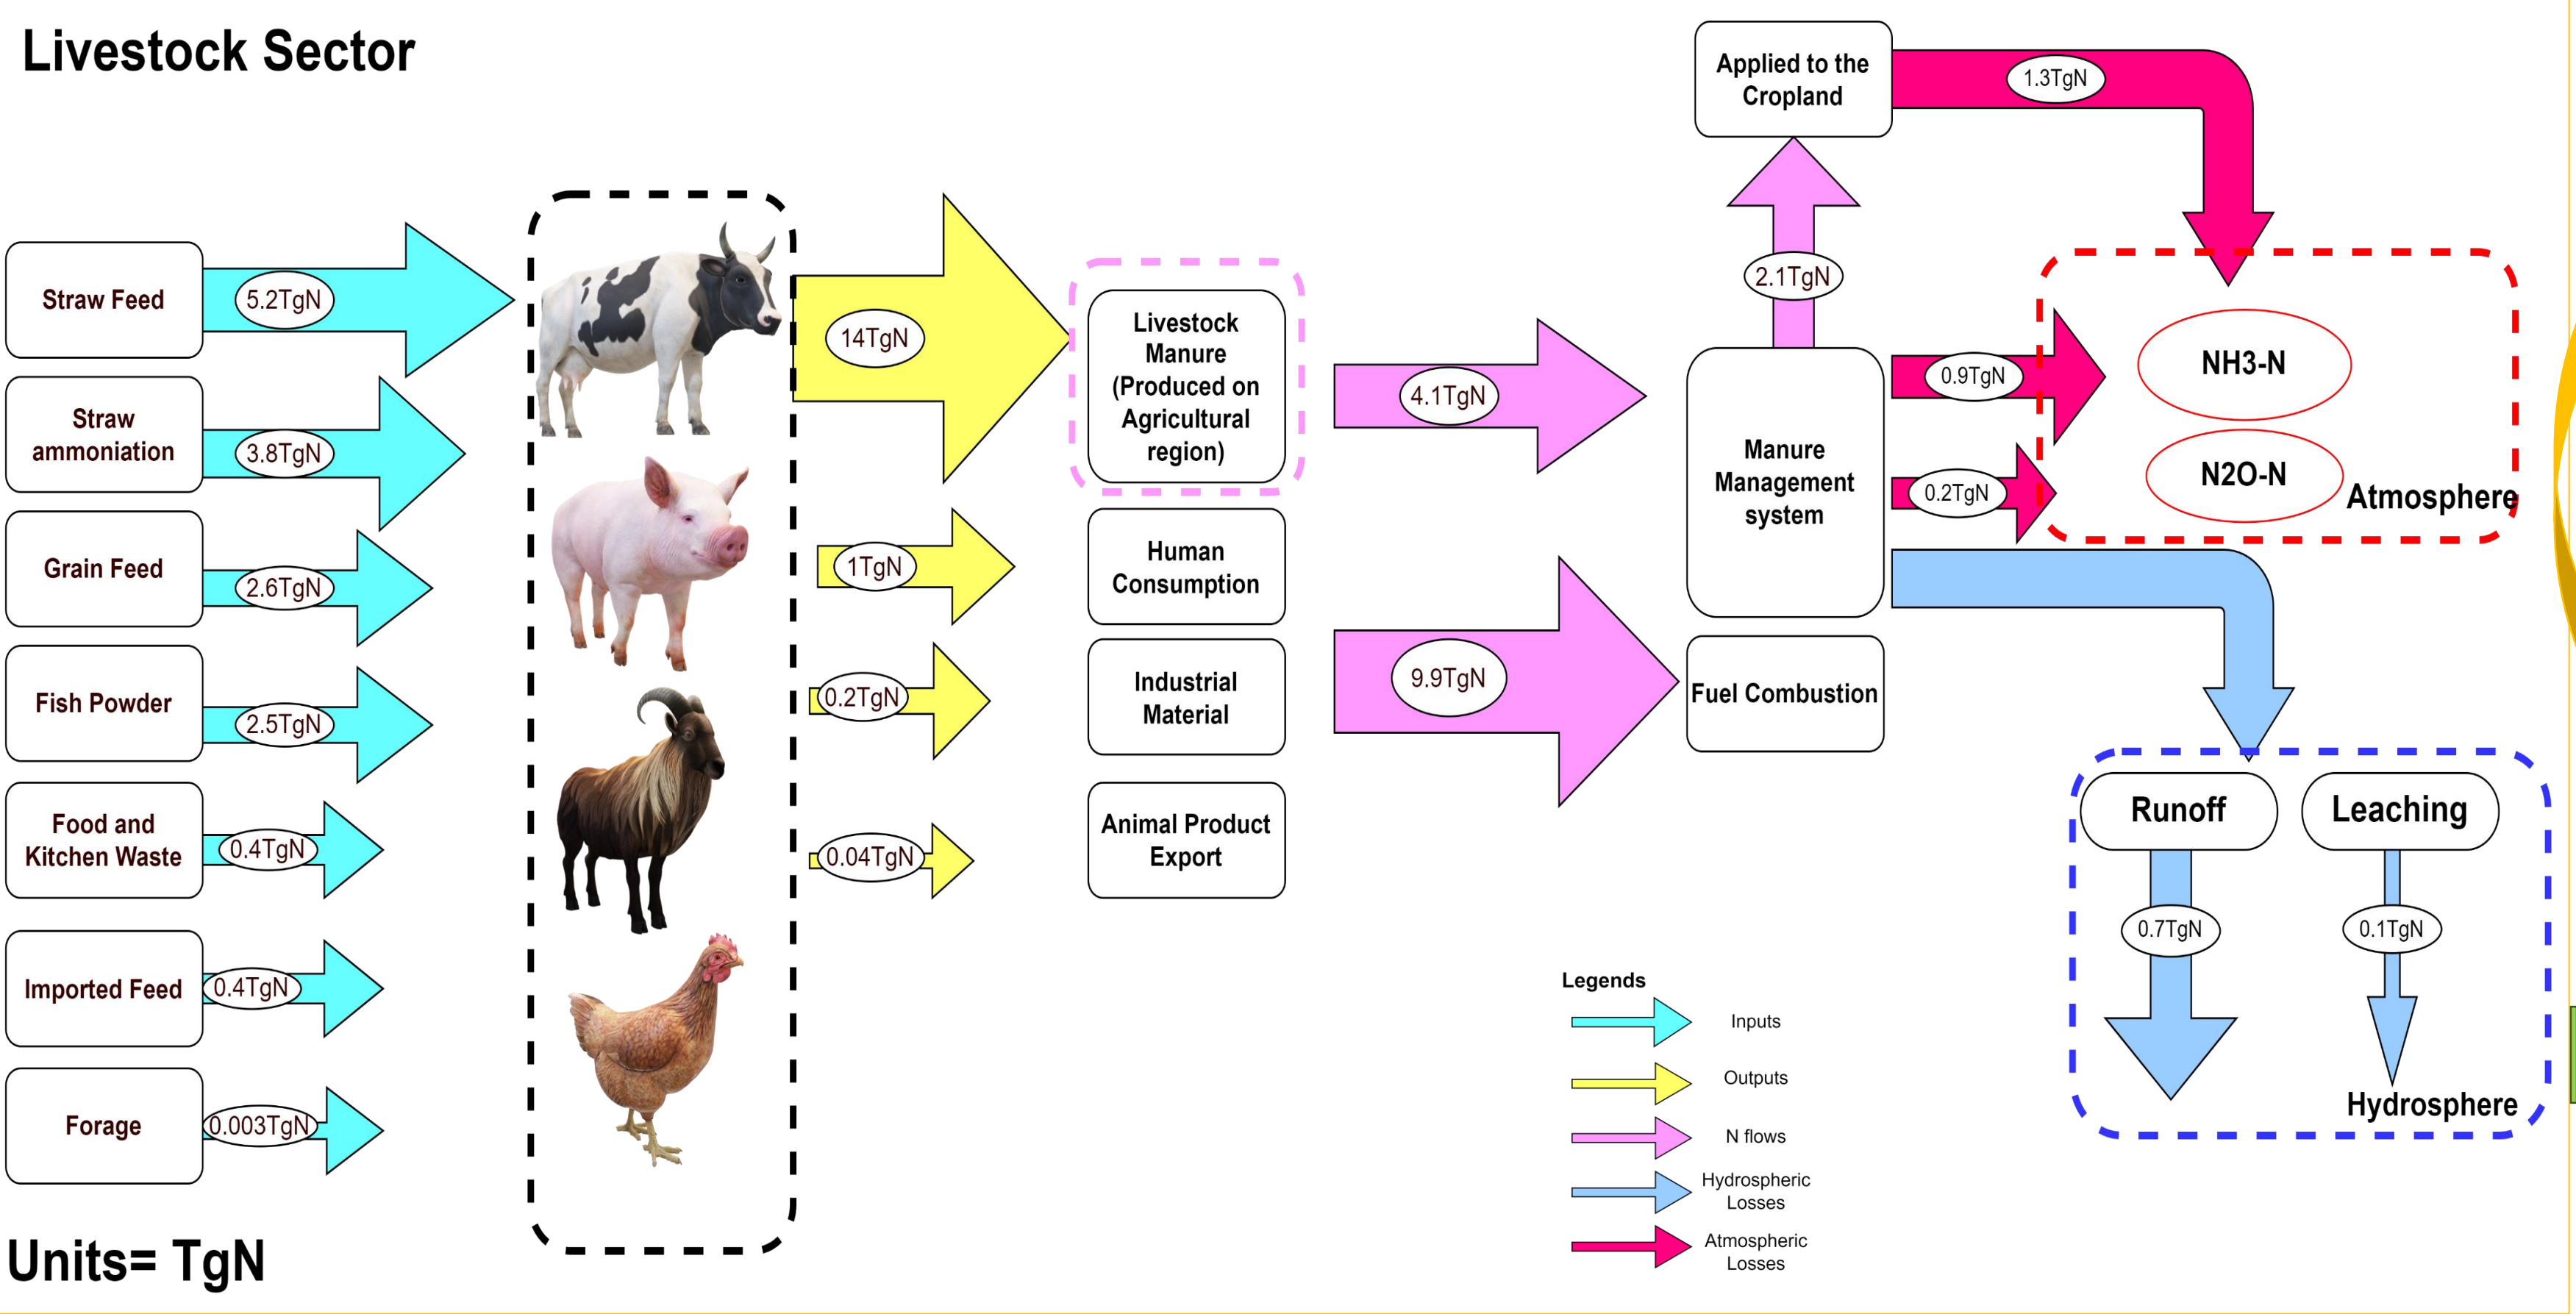 Livestock Sector
Straw Feed
5.2TgN
Straw
ammoniation
3.8TgN
Grain Feed
2.6TgN
Fish Powder
2.5TgN
Food and
Kitchen Waste
0.4TgN
Imported Feed
0.4TgN
Forage
0.003TgN
Units= TgN
14TgN
1TgN
0.2TgN
0.04TgN
Livestock
Manure
(Produced on
Agricultural
region)
Human
Consumption
Industrial
Material
Animal Product
Export
4.1TgN
9.9TgN
Applied to the
Cropland
2.1TgN
Manure
Management
system
Fuel Combustion
1.3TgN
0.9TgN
0.2TgN
NH3-N
N2O-N
Atmosphere
Runoff
Leaching
0.7TgN
0.1TgN
Hydrosphere
Legends
Inputs
Outputs
N flows
Hydrospheric
Losses
Atmospheric
Losses